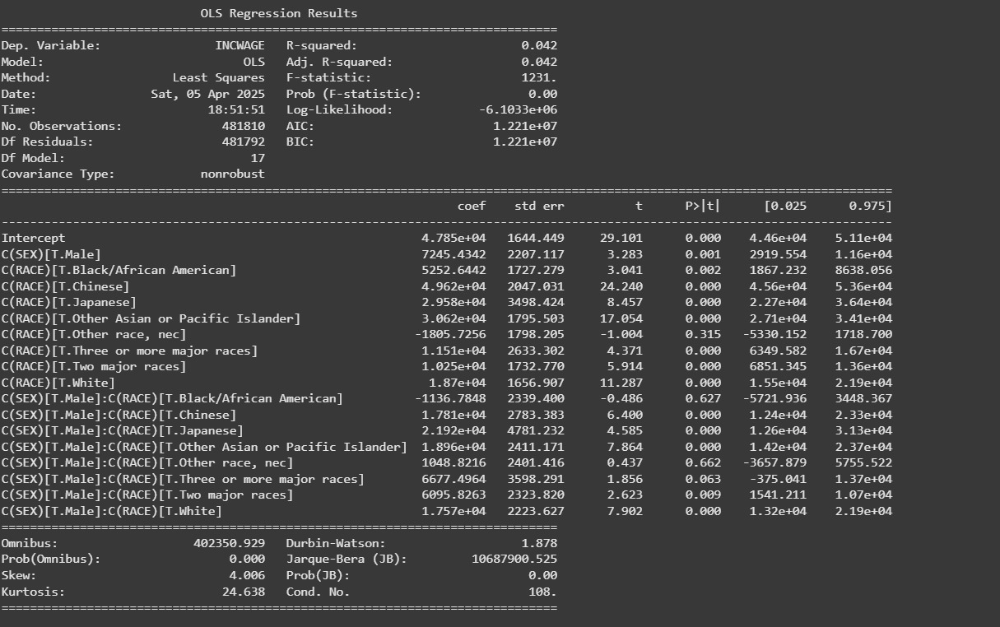 OLS Regression Results
==============================================================================
Dep. Variable: INCWAGE R-squared: 0.042
Model: OLS Adj. R-squared: 0.042
Method: Least Squares F-statistic: 1231.
Date: Sat, 05 Apr 2025 Prob (F-statistic): 0.00
Time: 18:51:51 Log-Likelihood: -6.1033e+06
No. Observations: 481810 AIC: 1.221e+07
Df Residuals: 481792 BIC: 1.221e+07
Df Model: 17
Covariance Type: nonrobust
==================================================================================================================================
coef std err t P>|t| [0.025 0.975]
----------------------------------------------------------------------------------------------------------------------------------
Intercept 4.785e+04 1644.449 29.101 0.000 4.46e+04 5.11e+04
C(SEX)[T.Male] 7245.4342 2207.117 3.283 0.001 2919.554 1.16e+04
C(RACE)[T.Black/African American] 5252.6442 1727.279 3.041 0.002 1867.232 8638.056
C(RACE)[T.Chinese] 4.962e+04 2047.031 24.240 0.000 4.56e+04 5.36e+04
C(RACE)[T.Japanese] 2.958e+04 3498.424 8.457 0.000 2.27e+04 3.64e+04
C(RACE)[T.Other Asian or Pacific Islander] 3.062e+04 1795.503 17.054 0.000 2.71e+04 3.41e+04
C(RACE)[T.Other race, nec] -1805.7256 1798.205 -1.004 0.315 -5330.152 1718.700
C(RACE)[T.Three or more major races] 1.151e+04 2633.302 4.371 0.000 6349.582 1.67e+04
C(RACE)[T.Two major races] 1.025e+04 1732.770 5.914 0.000 6851.345 1.36e+04
C(RACE)[T.White] 1.87e+04 1656.907 11.287 0.000 1.55e+04 2.19e+04
C(SEX)[T.Male]:C(RACE)[T.Black/African American] -1136.7848 2339.400 -0.486 0.627 -5721.936 3448.367
C(SEX)[T.Male]:C(RACE)[T.Chinese] 1.781e+04 2783.383 6.400 0.000 1.24e+04 2.33e+04
C(SEX)[T.Male]:C(RACE)[T.Japanese] 2.192e+04 4781.232 4.585 0.000 1.26e+04 3.13e+04
C(SEX)[T.Male]:C(RACE)[T.Other Asian or Pacific Islander] 1.896e+04 2411.171 7.864 0.000 1.42e+04 2.37e+04
C(SEX)[T.Male]:C(RACE)[T.Other race, nec] 1048.8216 2401.416 0.437 0.662 -3657.879 5755.522
C(SEX)[T.Male]:C(RACE)[T.Three or more major races] 6677.4964 3598.291 1.856 0.063 -375.041 1.37e+04
C(SEX)[T.Male]:C(RACE)[T.Two major races] 6095.8263 2323.820 2.623 0.009 1541.211 1.07e+04
C(SEX)[T.Male]:C(RACE)[T.White] 1.757e+04 2223.627 7.902 0.000 1.32e+04 2.19e+04
==============================================================================
Omnibus: 402350.929 Durbin-Watson: 1.878
Prob(Omnibus): 0.000 Jarque-Bera (JB): 10687900.525
Skew: 4.006 Prob(JB): 0.00
Kurtosis: 24.638 Cond. No. 108.
==============================================================================